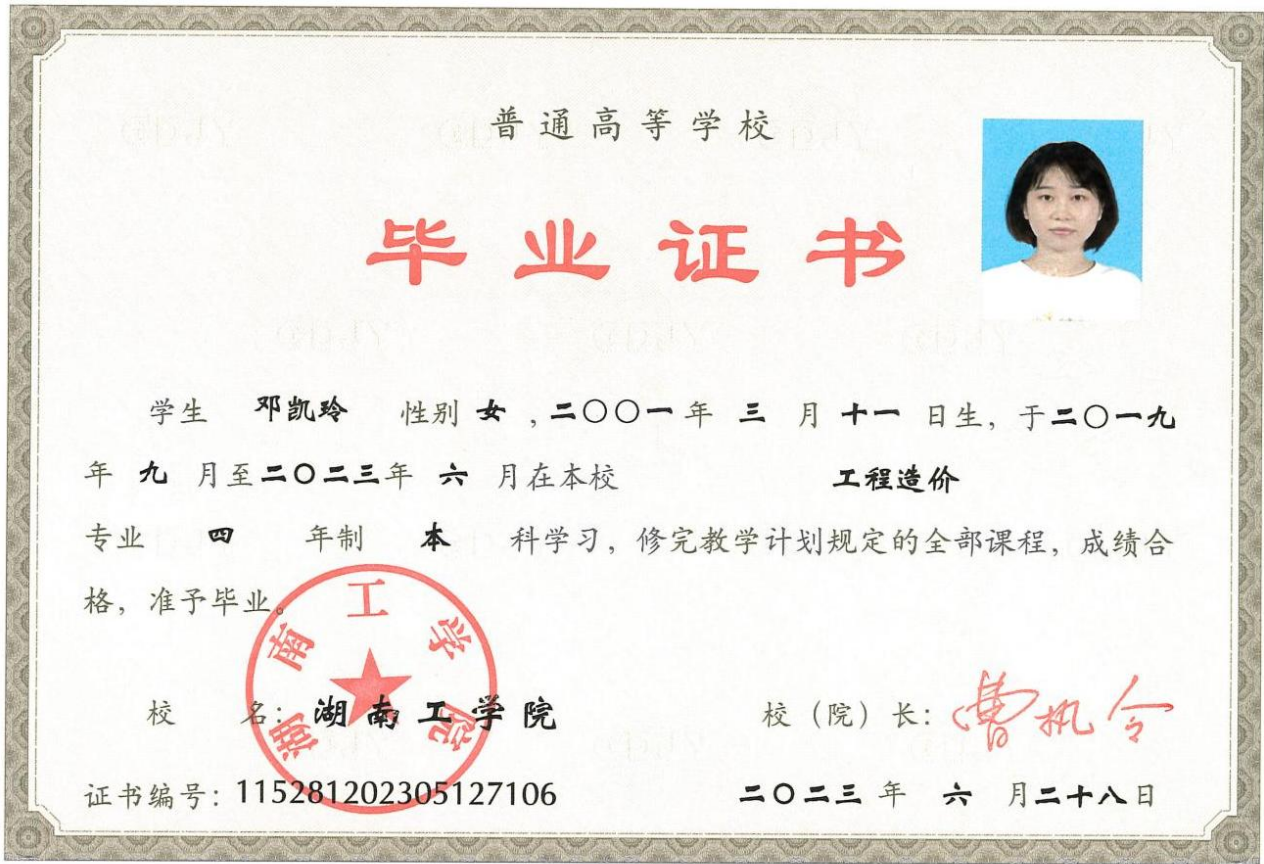 普通高等学校
毕业证书
学生 邓凯玲 性别 女 ，二〇〇一年 三 月 十一 日生，于二〇一九
年 九 月至二〇二三年 六 月在本校 工程造价
专业 四 年制 本 科学习，修完教学计划规定的全部课程，成绩合
格，准予毕业。
湖南工学院
校 名：湖南工学院 校（院）长：曹执令
证书编号：115281202305127106 二〇二三 年 六 月二十八日